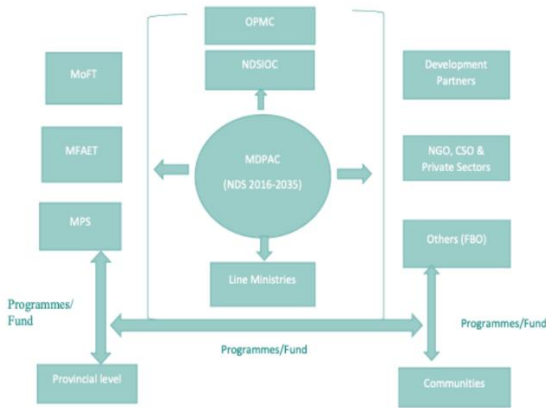 OPMC
NDSIOC
MoFT
Development
Partners
MFAET
MDPAC
(NDS 2016-2035)
NGO, CSO &
Private Sectors
MPS
Others (FBO)
Line Ministries
Programmes/
Fund
Programmes/Fund
Programmes/Fund
Provincial level
Communities